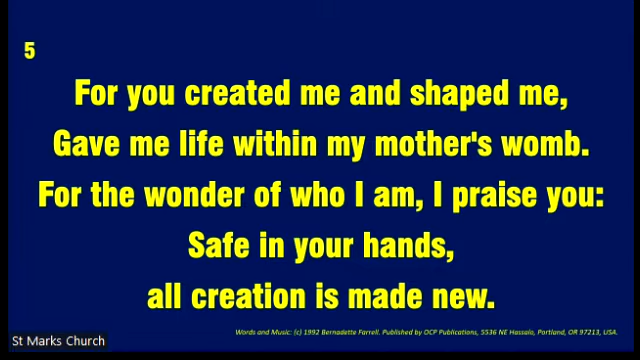 5
For you created me and shaped me,
Gave me life within my mother's womb.
For the wonder of who I am, I praise you:
Safe in your hands,
all creation is made new.
Words and Music: (c) 1992 Bernadette Farrell. Published by OCP Publications, 5536 NE Hassalo, Portland, OR 97213, USA.
St Marks Church